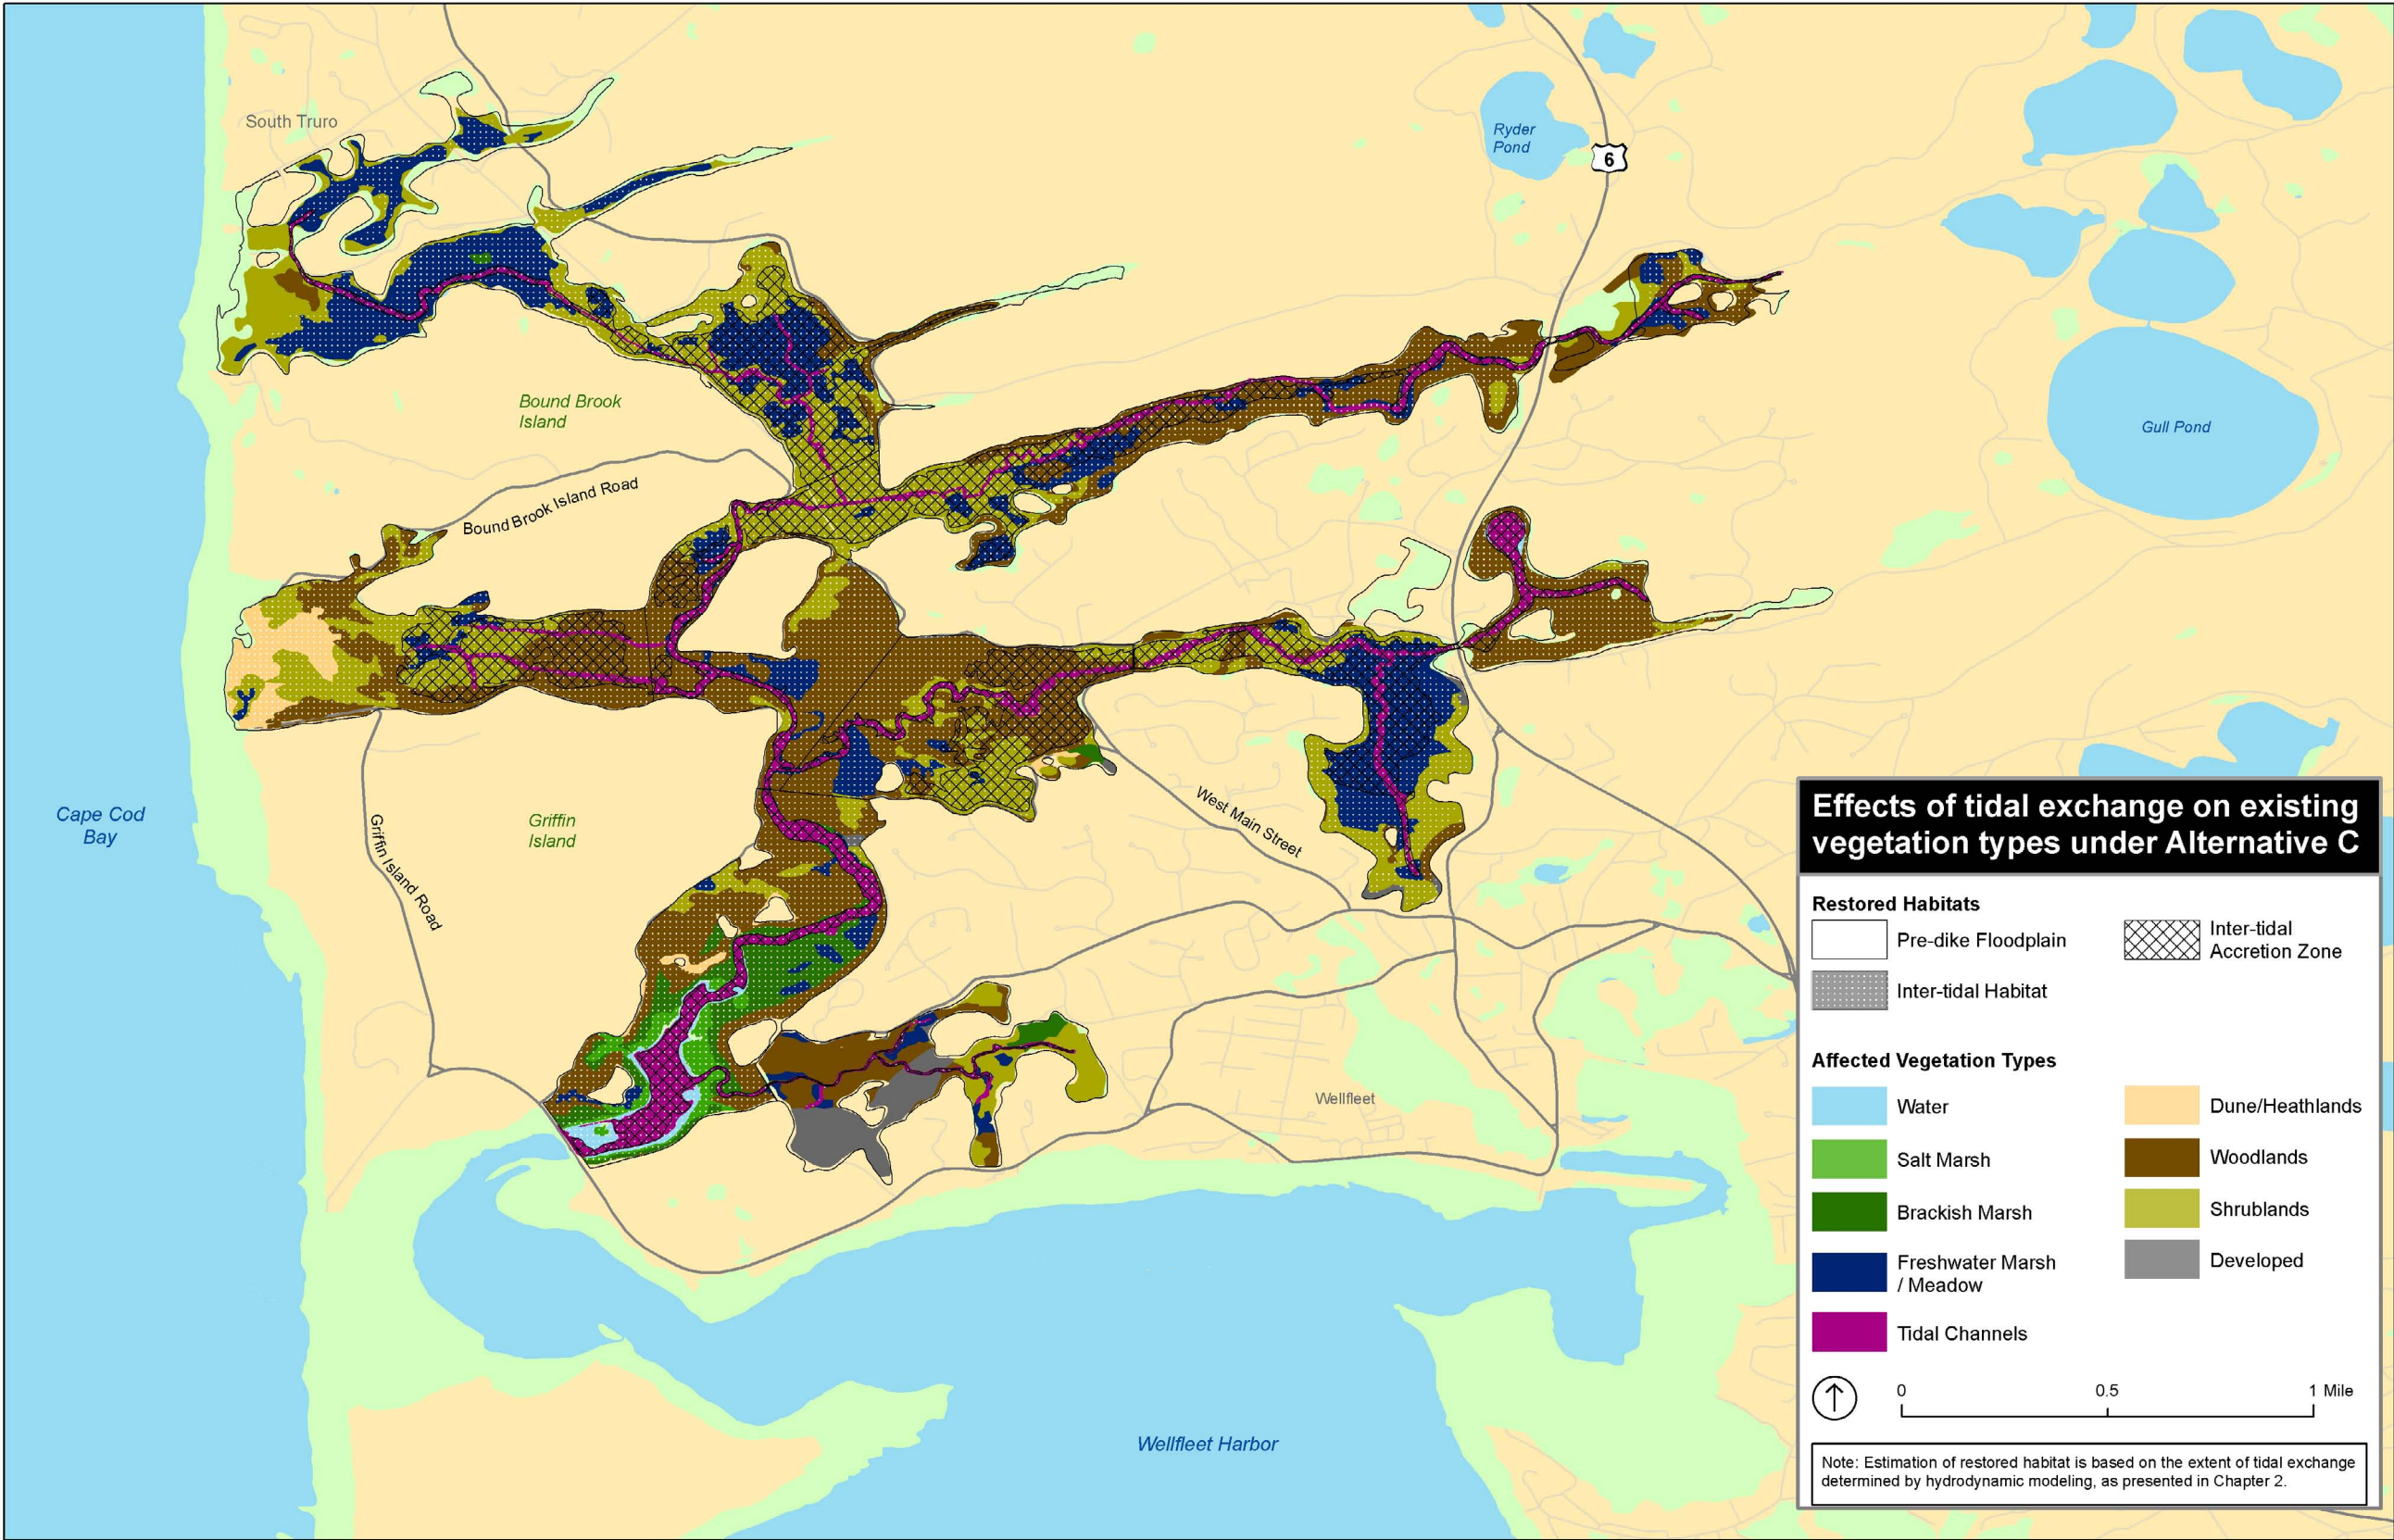 South Truro
Ryder
Pond
6
Bound Brook
Island
Gull Pond
Bound Brook Island Road
Cape Cod
Bay
Griffin Island Road
Griffin
Island
West Main Street
Wellfleet
Wellfleet Harbor
Effects of tidal exchange on existing
vegetation types under Alternative C
Restored Habitats
Pre-dike Floodplain
Inter-tidal
Accretion Zone
Inter-tidal Habitat
Affected Vegetation Types
Water
Dune/Heathlands
Salt Marsh
Woodlands
Brackish Marsh
Shrublands
Freshwater Marsh
/ Meadow
Developed
Tidal Channels
0 0.5 1 Mile
Note: Estimation of restored habitat is based on the extent of tidal exchange
determined by hydrodynamic modeling, as presented in Chapter 2.